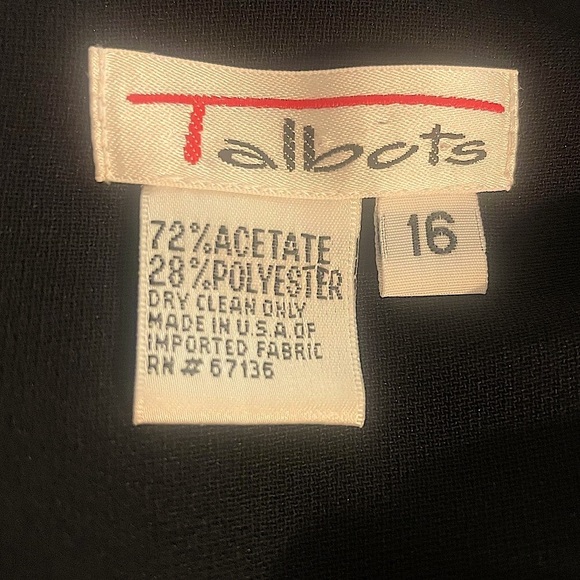 Talbots
72%ACETATE
28%POLYESTER
DRY CLEAN ONLY
MADE IN U.S.A. OF
IMPORTED FABRIC
RN # 67136
16